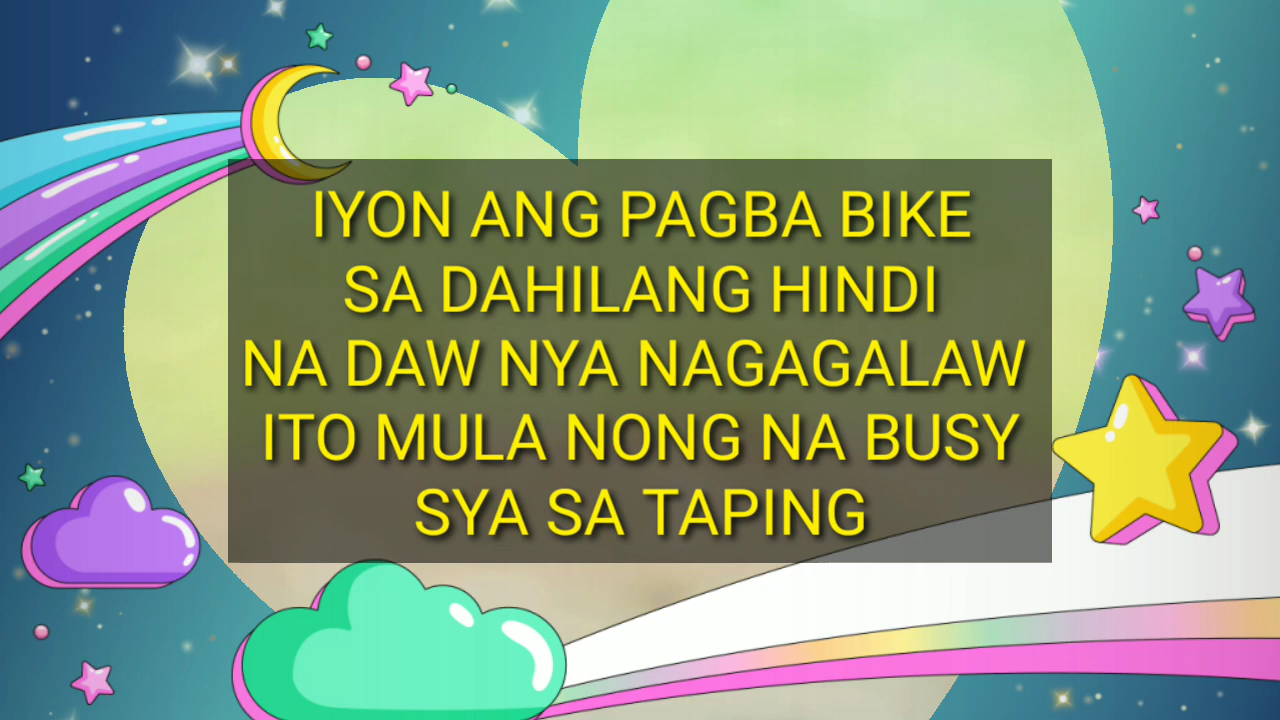 IYON ANG PAGBA BIKE
SA DAHILANG HINDI
NA DAW NYA NAGAGALAW
ITO MULA NONG NA BUSY
SYA SA TAPING